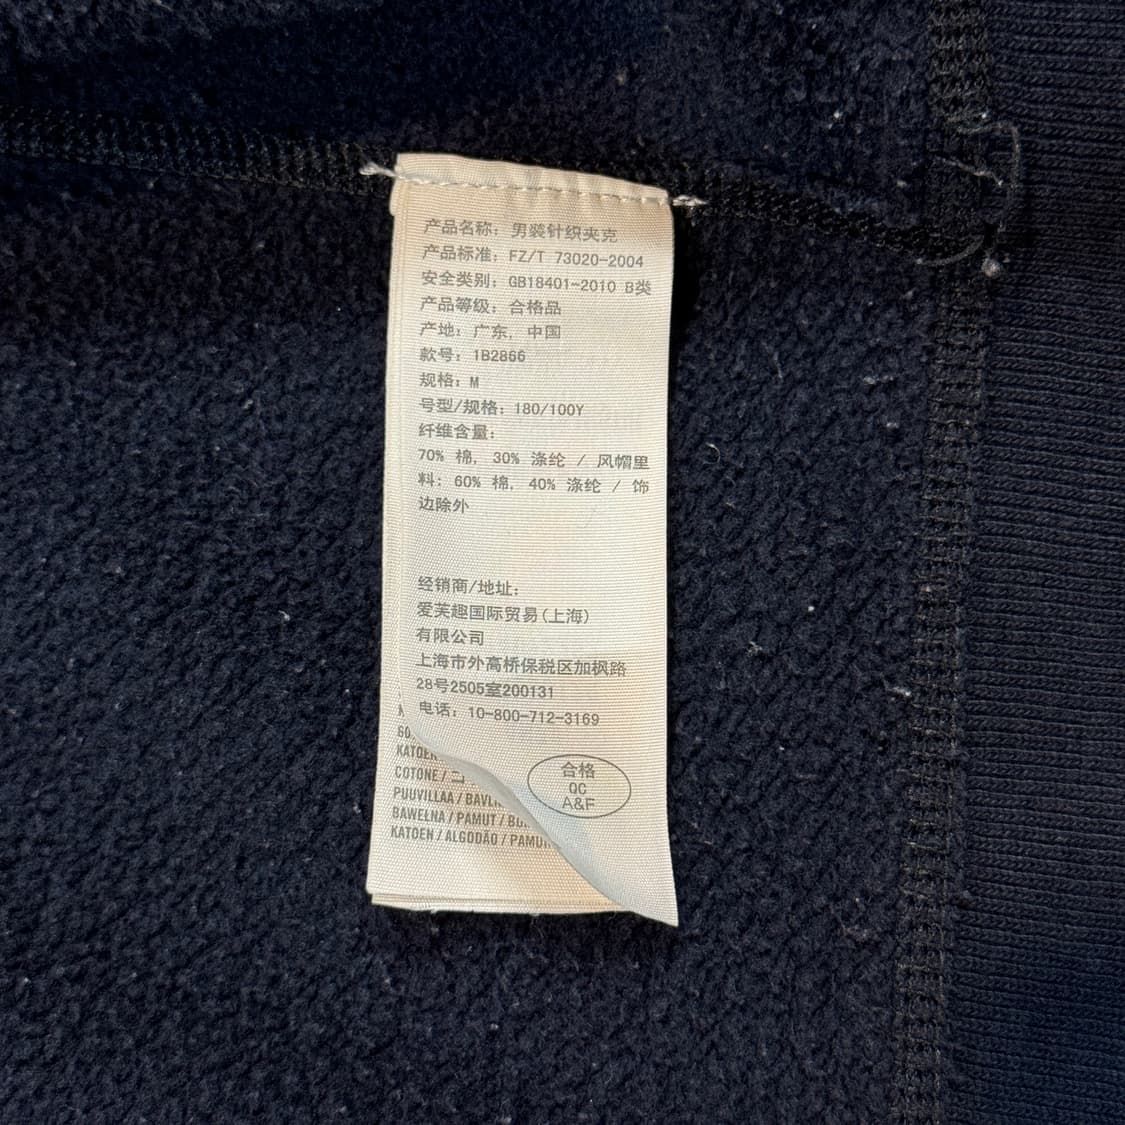 产品名称：男装针织夹克
产品标准：FZ/T 73020-2004
安全类别：GB18401-2010 B类
产品等级：合格品
产地：广东，中国
款号：1B2866
规格：M
号型/规格：180/100Y
纤维含量：
70% 棉，30% 涤纶 / 风帽里
料：60% 棉，40% 涤纶 / 饰
边除外
经销商/地址：
爱芙趣国际贸易(上海)
有限公司
上海市外高桥保税区加枫路
28号2505室200131
电话：10-800-712-3169
合格
QC
A&F
COTONE /
PUUVILLAA /
BAWEŁNA / PAMUT /
KATOEN / ALGODÃO /